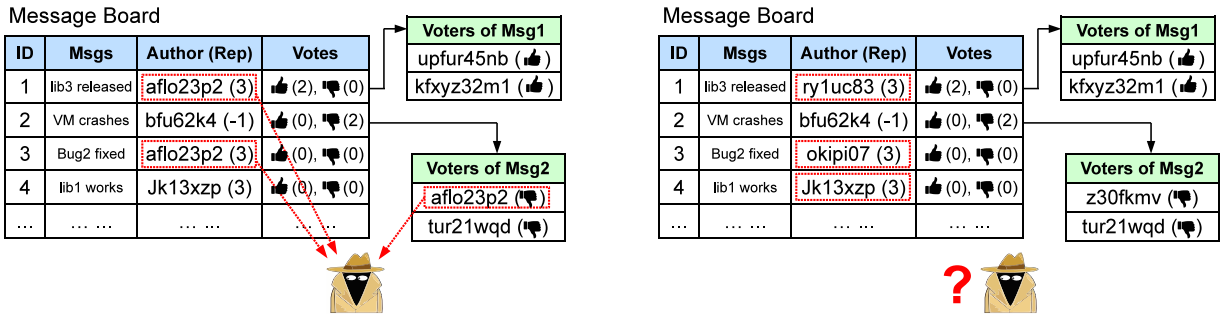 Message Board
ID Msgs Author (Rep) Votes
1 lib3 released aflo23p2 (3) (2), (0)
2 VM crashes bfu62k4 (-1) (0), (2)
3 Bug2 fixed aflo23p2 (3) (0), (0)
4 lib1 works Jk13xzp (3) (0), (0)
... ... ... ... ... ... ...
Voters of Msg1
upfur45nb ( )
kfxyz32m1 ( )
Voters of Msg2
aflo23p2 ( )
tur21wqd ( )
Message Board
ID Msgs Author (Rep) Votes
1 lib3 released ry1uc83 (3) (2), (0)
2 VM crashes bfu62k4 (-1) (0), (2)
3 Bug2 fixed okipi07 (3) (0), (0)
4 lib1 works Jk13xzp (3) (0), (0)
... ... ... ... ... ... ...
Voters of Msg1
upfur45nb ( )
kfxyz32m1 ( )
Voters of Msg2
z30fkmv ( )
tur21wqd ( )
?